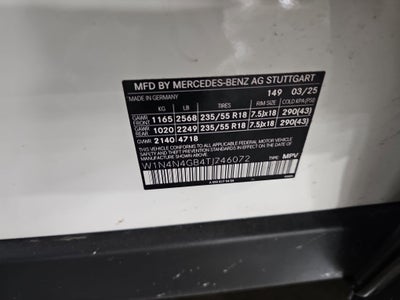 MFD BY MERCEDES-BENZ AG STUTTGART
MADE IN GERMANY 149 03/25
KG LB TIRES RIM SIZE COLD KPA(PSI)
GAWR FRONT 1165 2568 235/55 R18 7.5Jx18 290(43)
GAWR REAR 1020 2249 235/55 R18 7.5Jx18 290(43)
GVWR 2140 4718
THIS VEHICLE CONFORMS TO ALL APPLICABLE FEDERAL MOTOR VEHICLE
SAFETY, BUMPER, AND THEFT PREVENTION STANDARDS IN EFFECT
ON THE DATE OF MANUFACTURE SHOWN ABOVE.
W1N4N4GB4TJ746072 TYPE: MPV